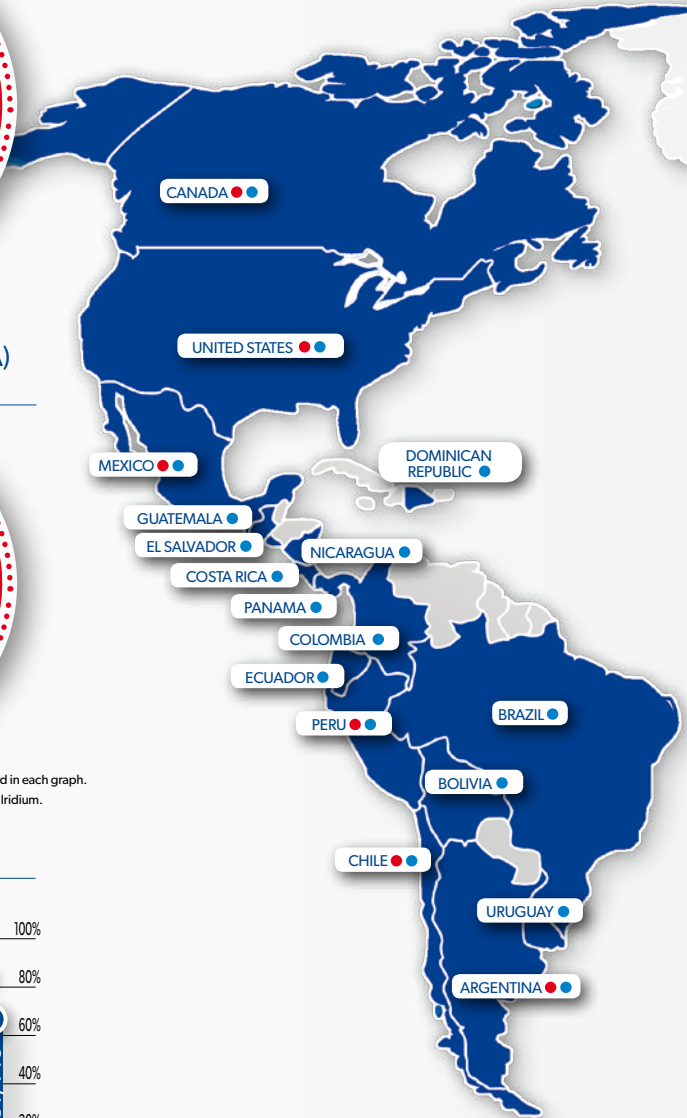 CANADA
UNITED STATES
A)
MEXICO
DOMINICAN
REPUBLIC
GUATEMALA
EL SALVADOR
NICARAGUA
COSTA RICA
PANAMA
COLOMBIA
ECUADOR
BRAZIL
PERU
d in each graph.
Iridium.
BOLIVIA
CHILE
URUGUAY
100%
80%
ARGENTINA
60%
40%